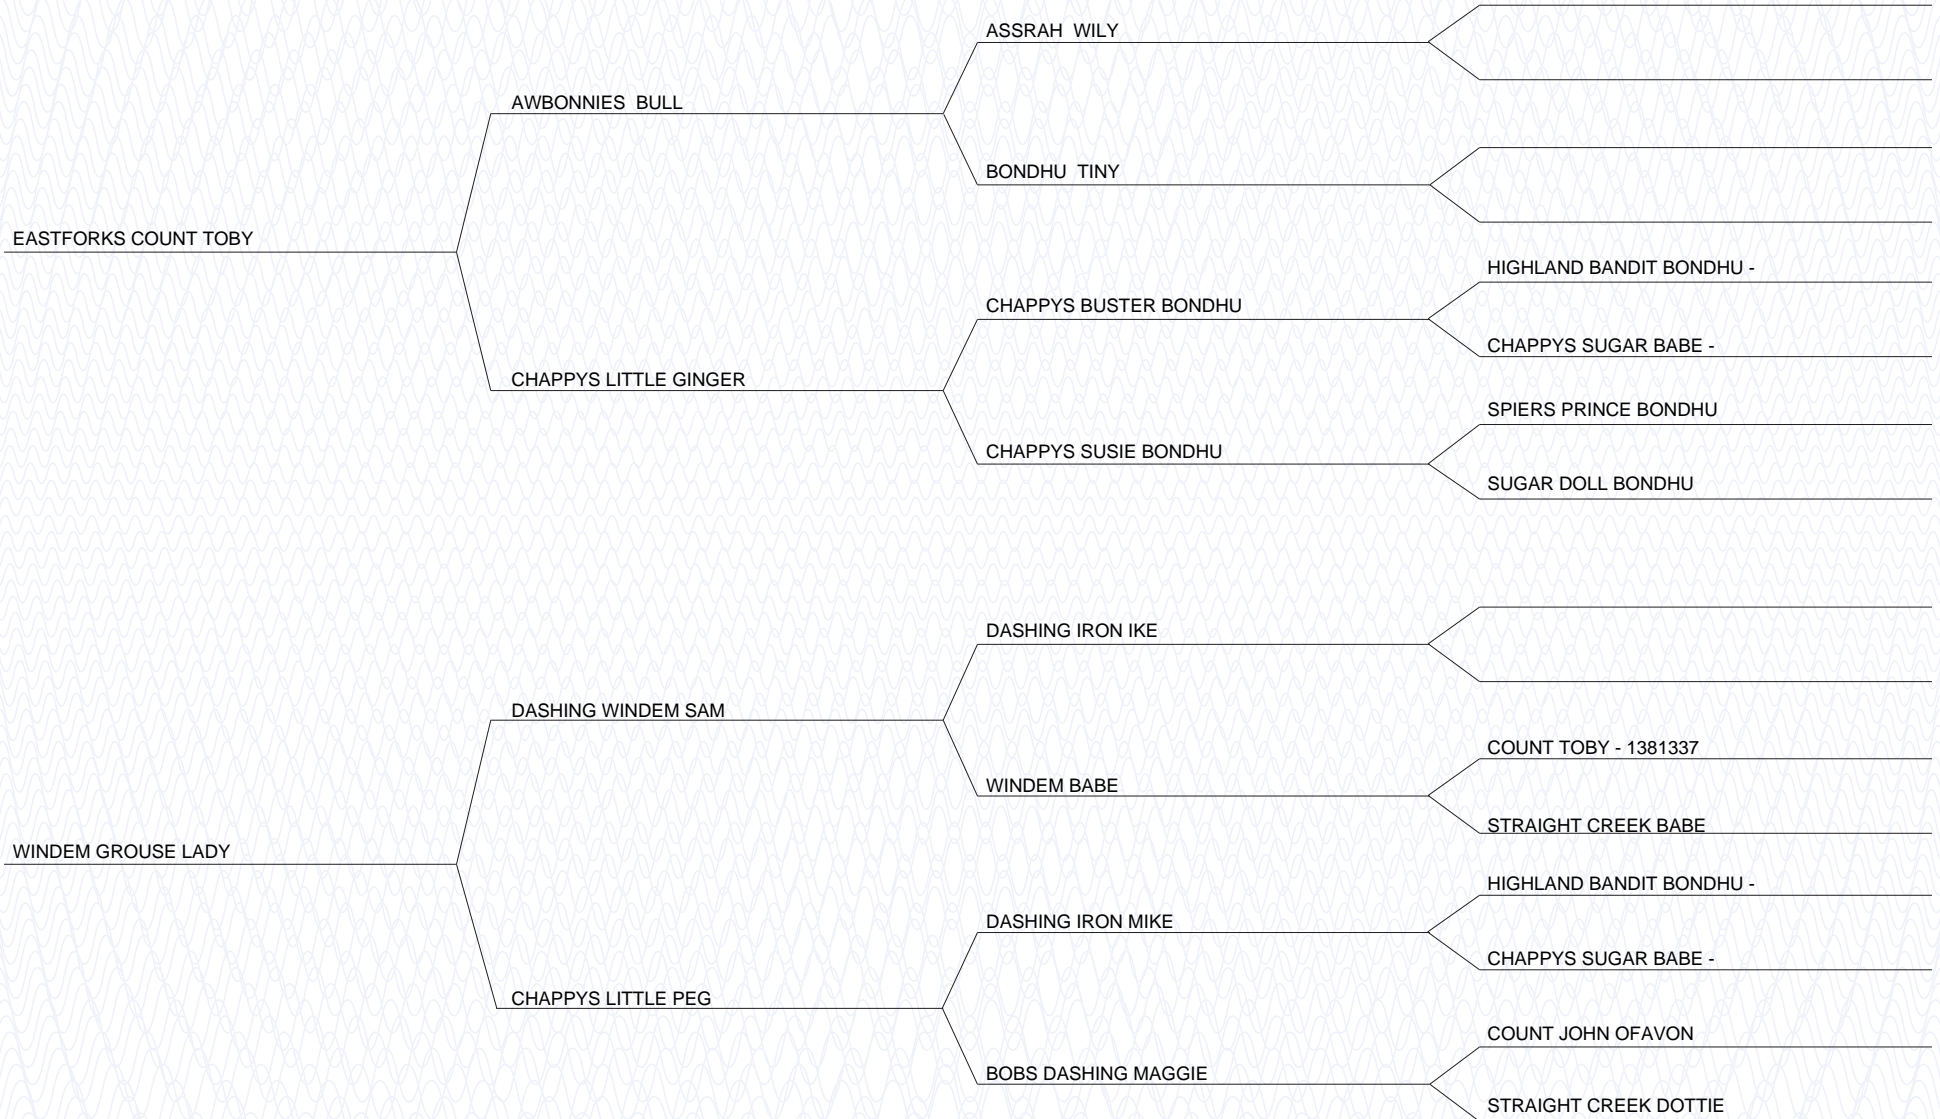 ASSRAH  WILY
AWBONNIES  BULL
BONDHU  TINY
EASTFORKS COUNT TOBY
HIGHLAND BANDIT BONDHU -
CHAPPYS BUSTER BONDHU
CHAPPYS SUGAR BABE -
CHAPPYS LITTLE GINGER
SPIERS PRINCE BONDHU
CHAPPYS SUSIE BONDHU
SUGAR DOLL BONDHU
DASHING IRON IKE
DASHING WINDEM SAM
COUNT TOBY - 1381337
WINDEM BABE
STRAIGHT CREEK BABE
WINDEM GROUSE LADY
HIGHLAND BANDIT BONDHU -
DASHING IRON MIKE
CHAPPYS SUGAR BABE -
CHAPPYS LITTLE PEG
COUNT JOHN OFAVON
BOBS DASHING MAGGIE
STRAIGHT CREEK DOTTIE